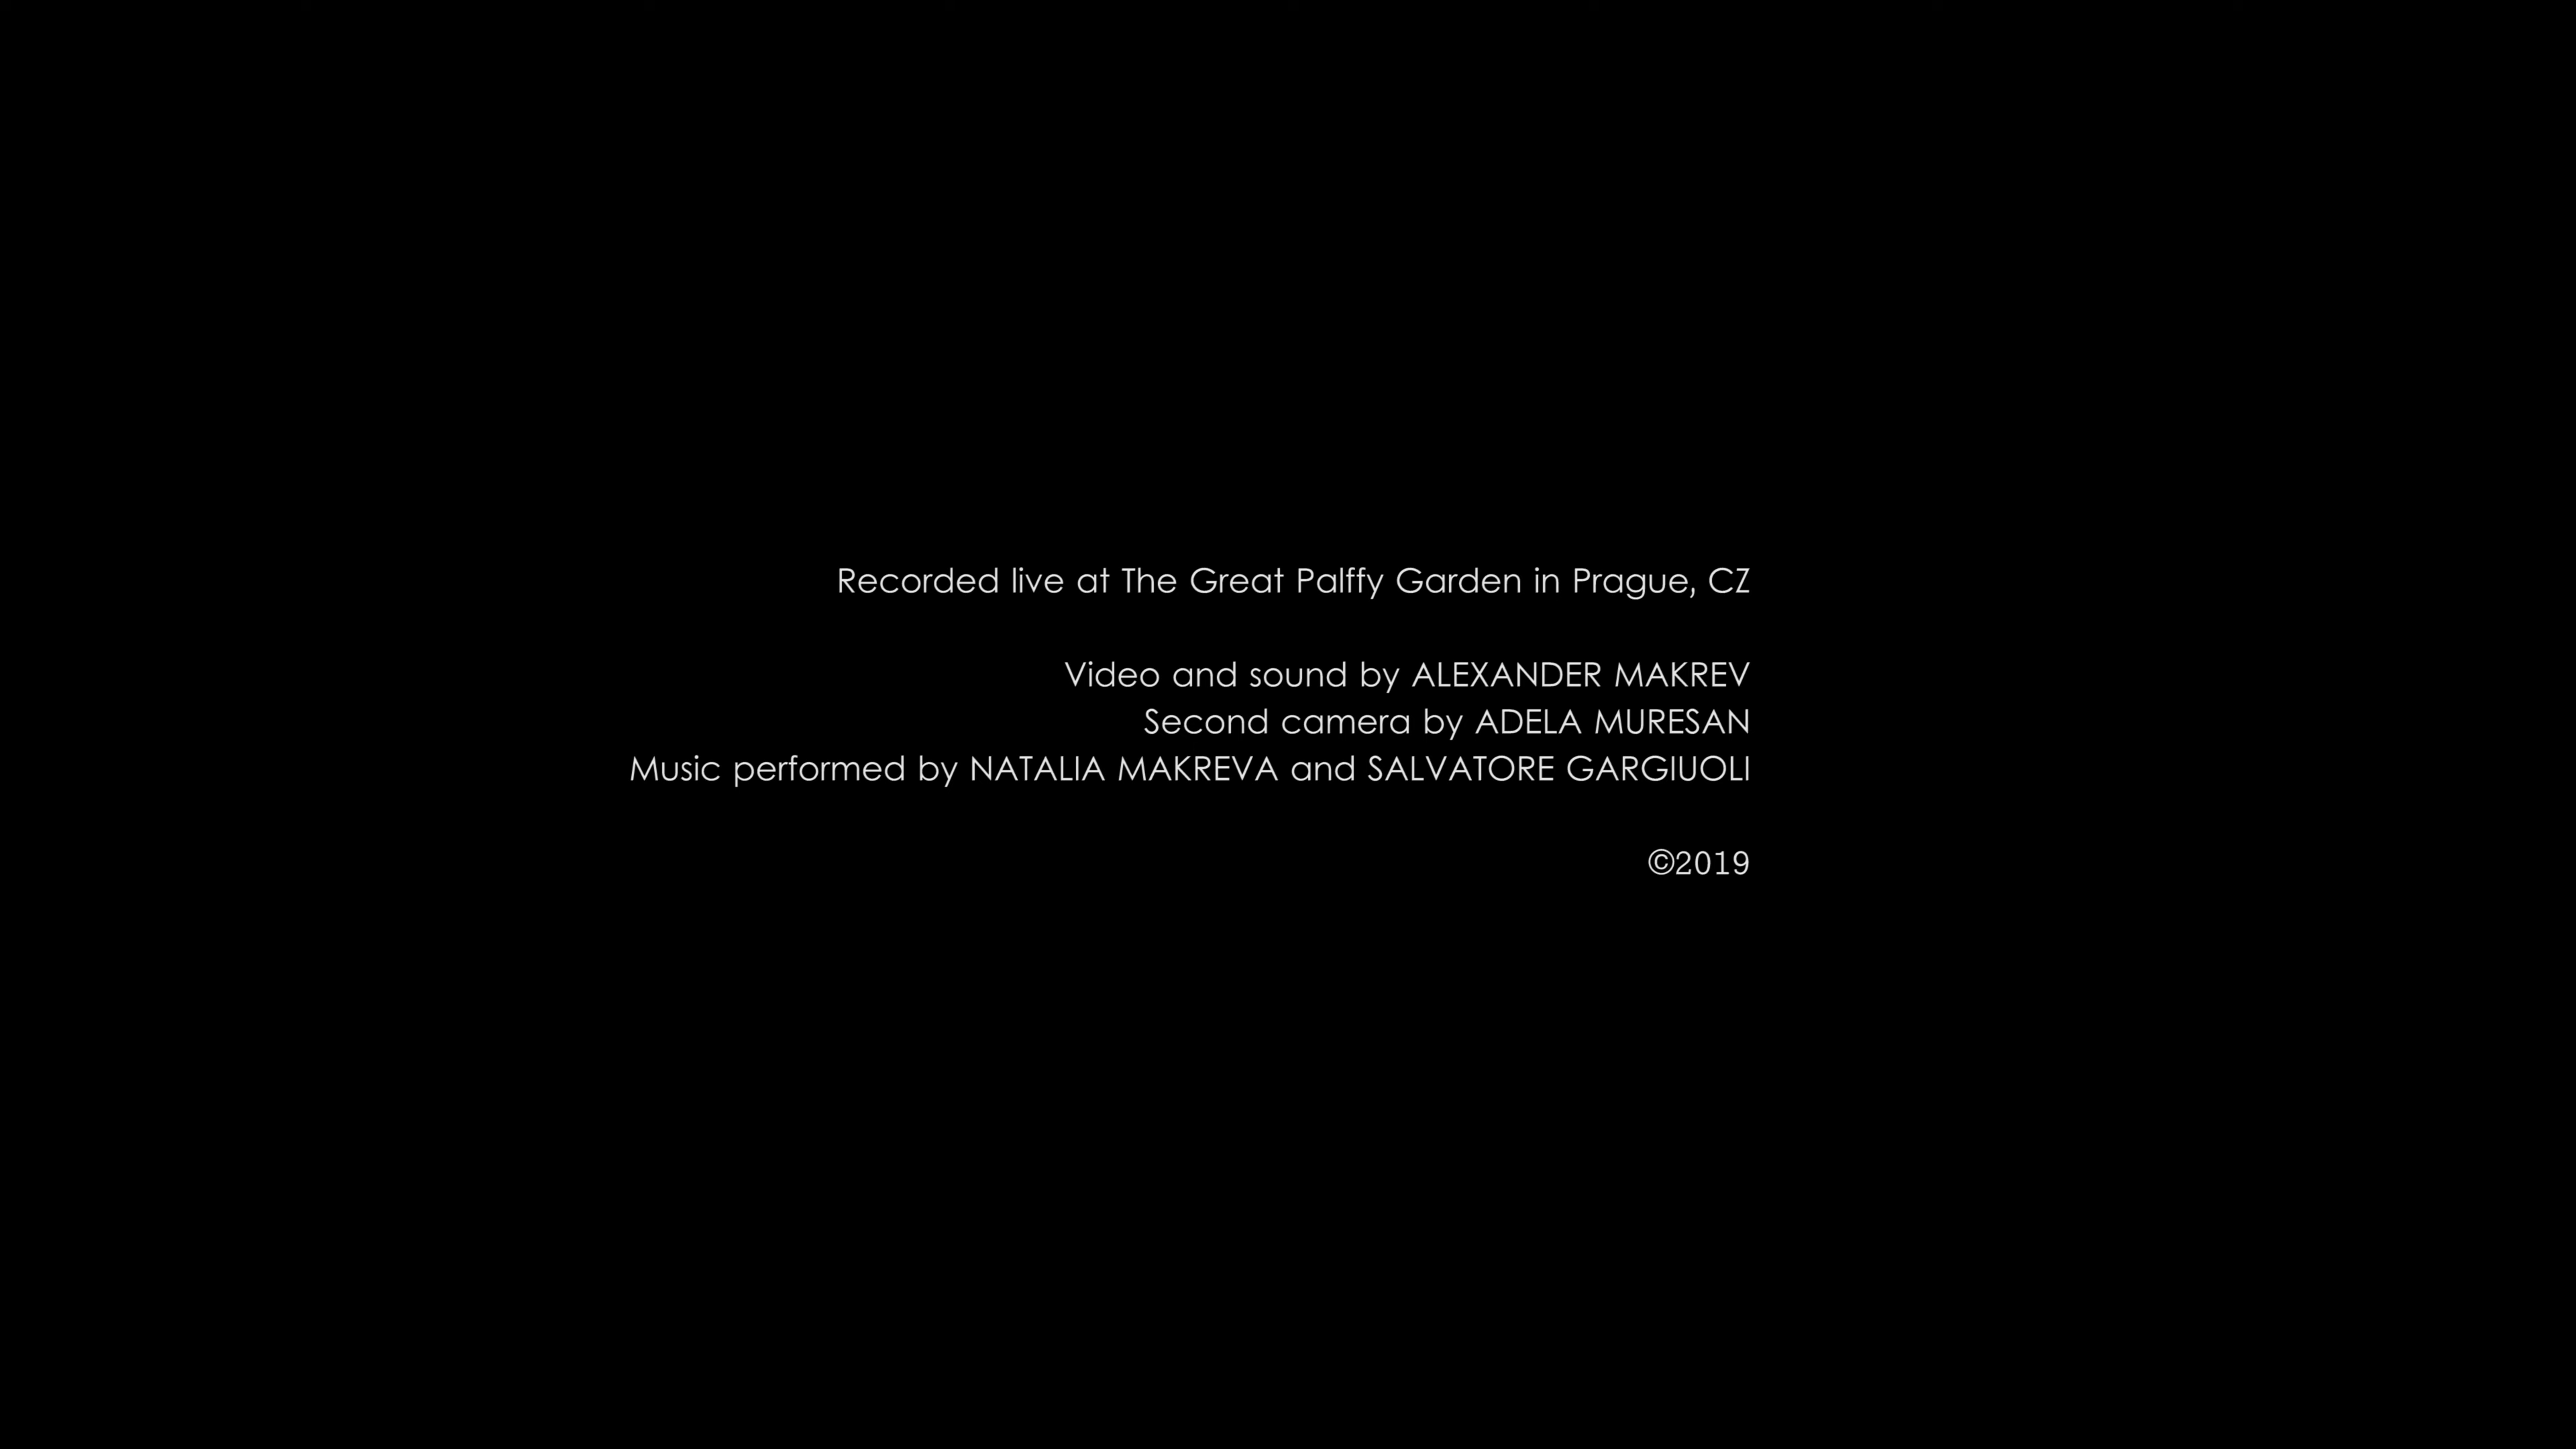 Recorded live at The Great Palffy Garden in Prague, CZ
Video and sound by ALEXANDER MAKREV
Second camera by ADELA MURESAN
Music performed by NATALIA MAKREVA and SALVATORE GARGIUOLI
©2019